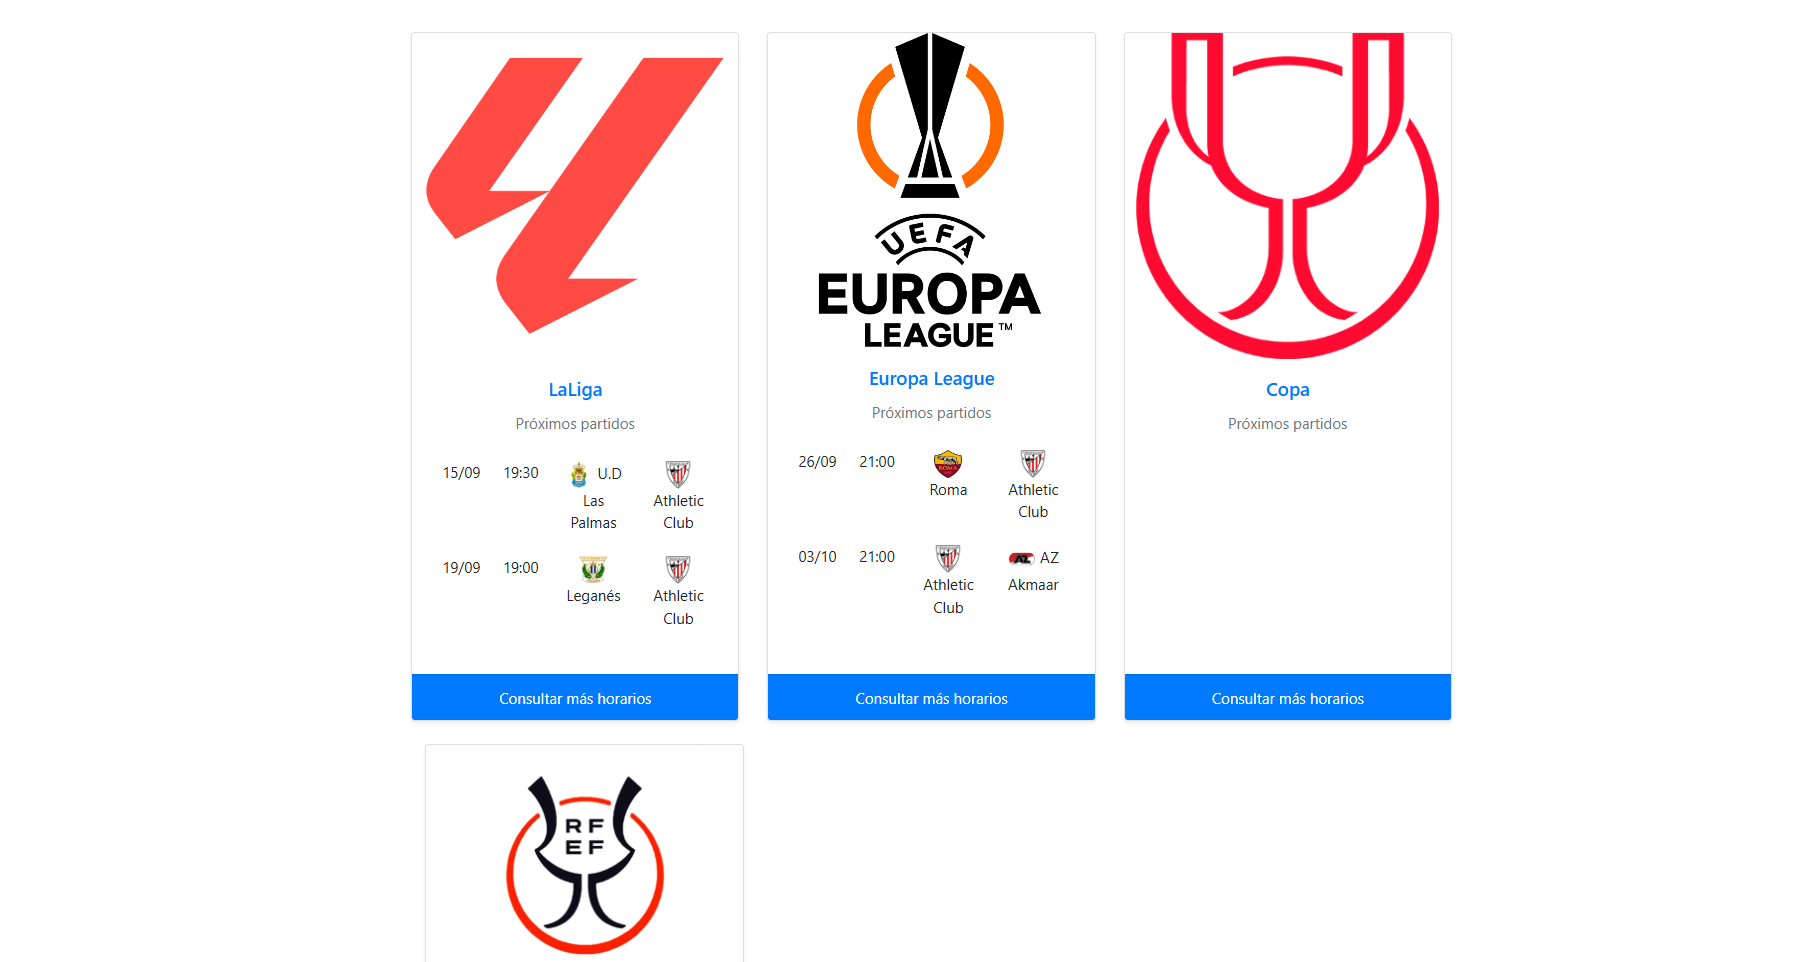 UEFA
EUROPA
LEAGUE™
LaLiga
Próximos partidos
15/09 19:30 U.D Las Palmas Athletic Club
19/09 19:00 Leganés Athletic Club
Consultar más horarios
Europa League
Próximos partidos
26/09 21:00 Roma Athletic Club
03/10 21:00 Athletic Club AZ Akmaar
Consultar más horarios
Copa
Próximos partidos
Consultar más horarios
RF
EF